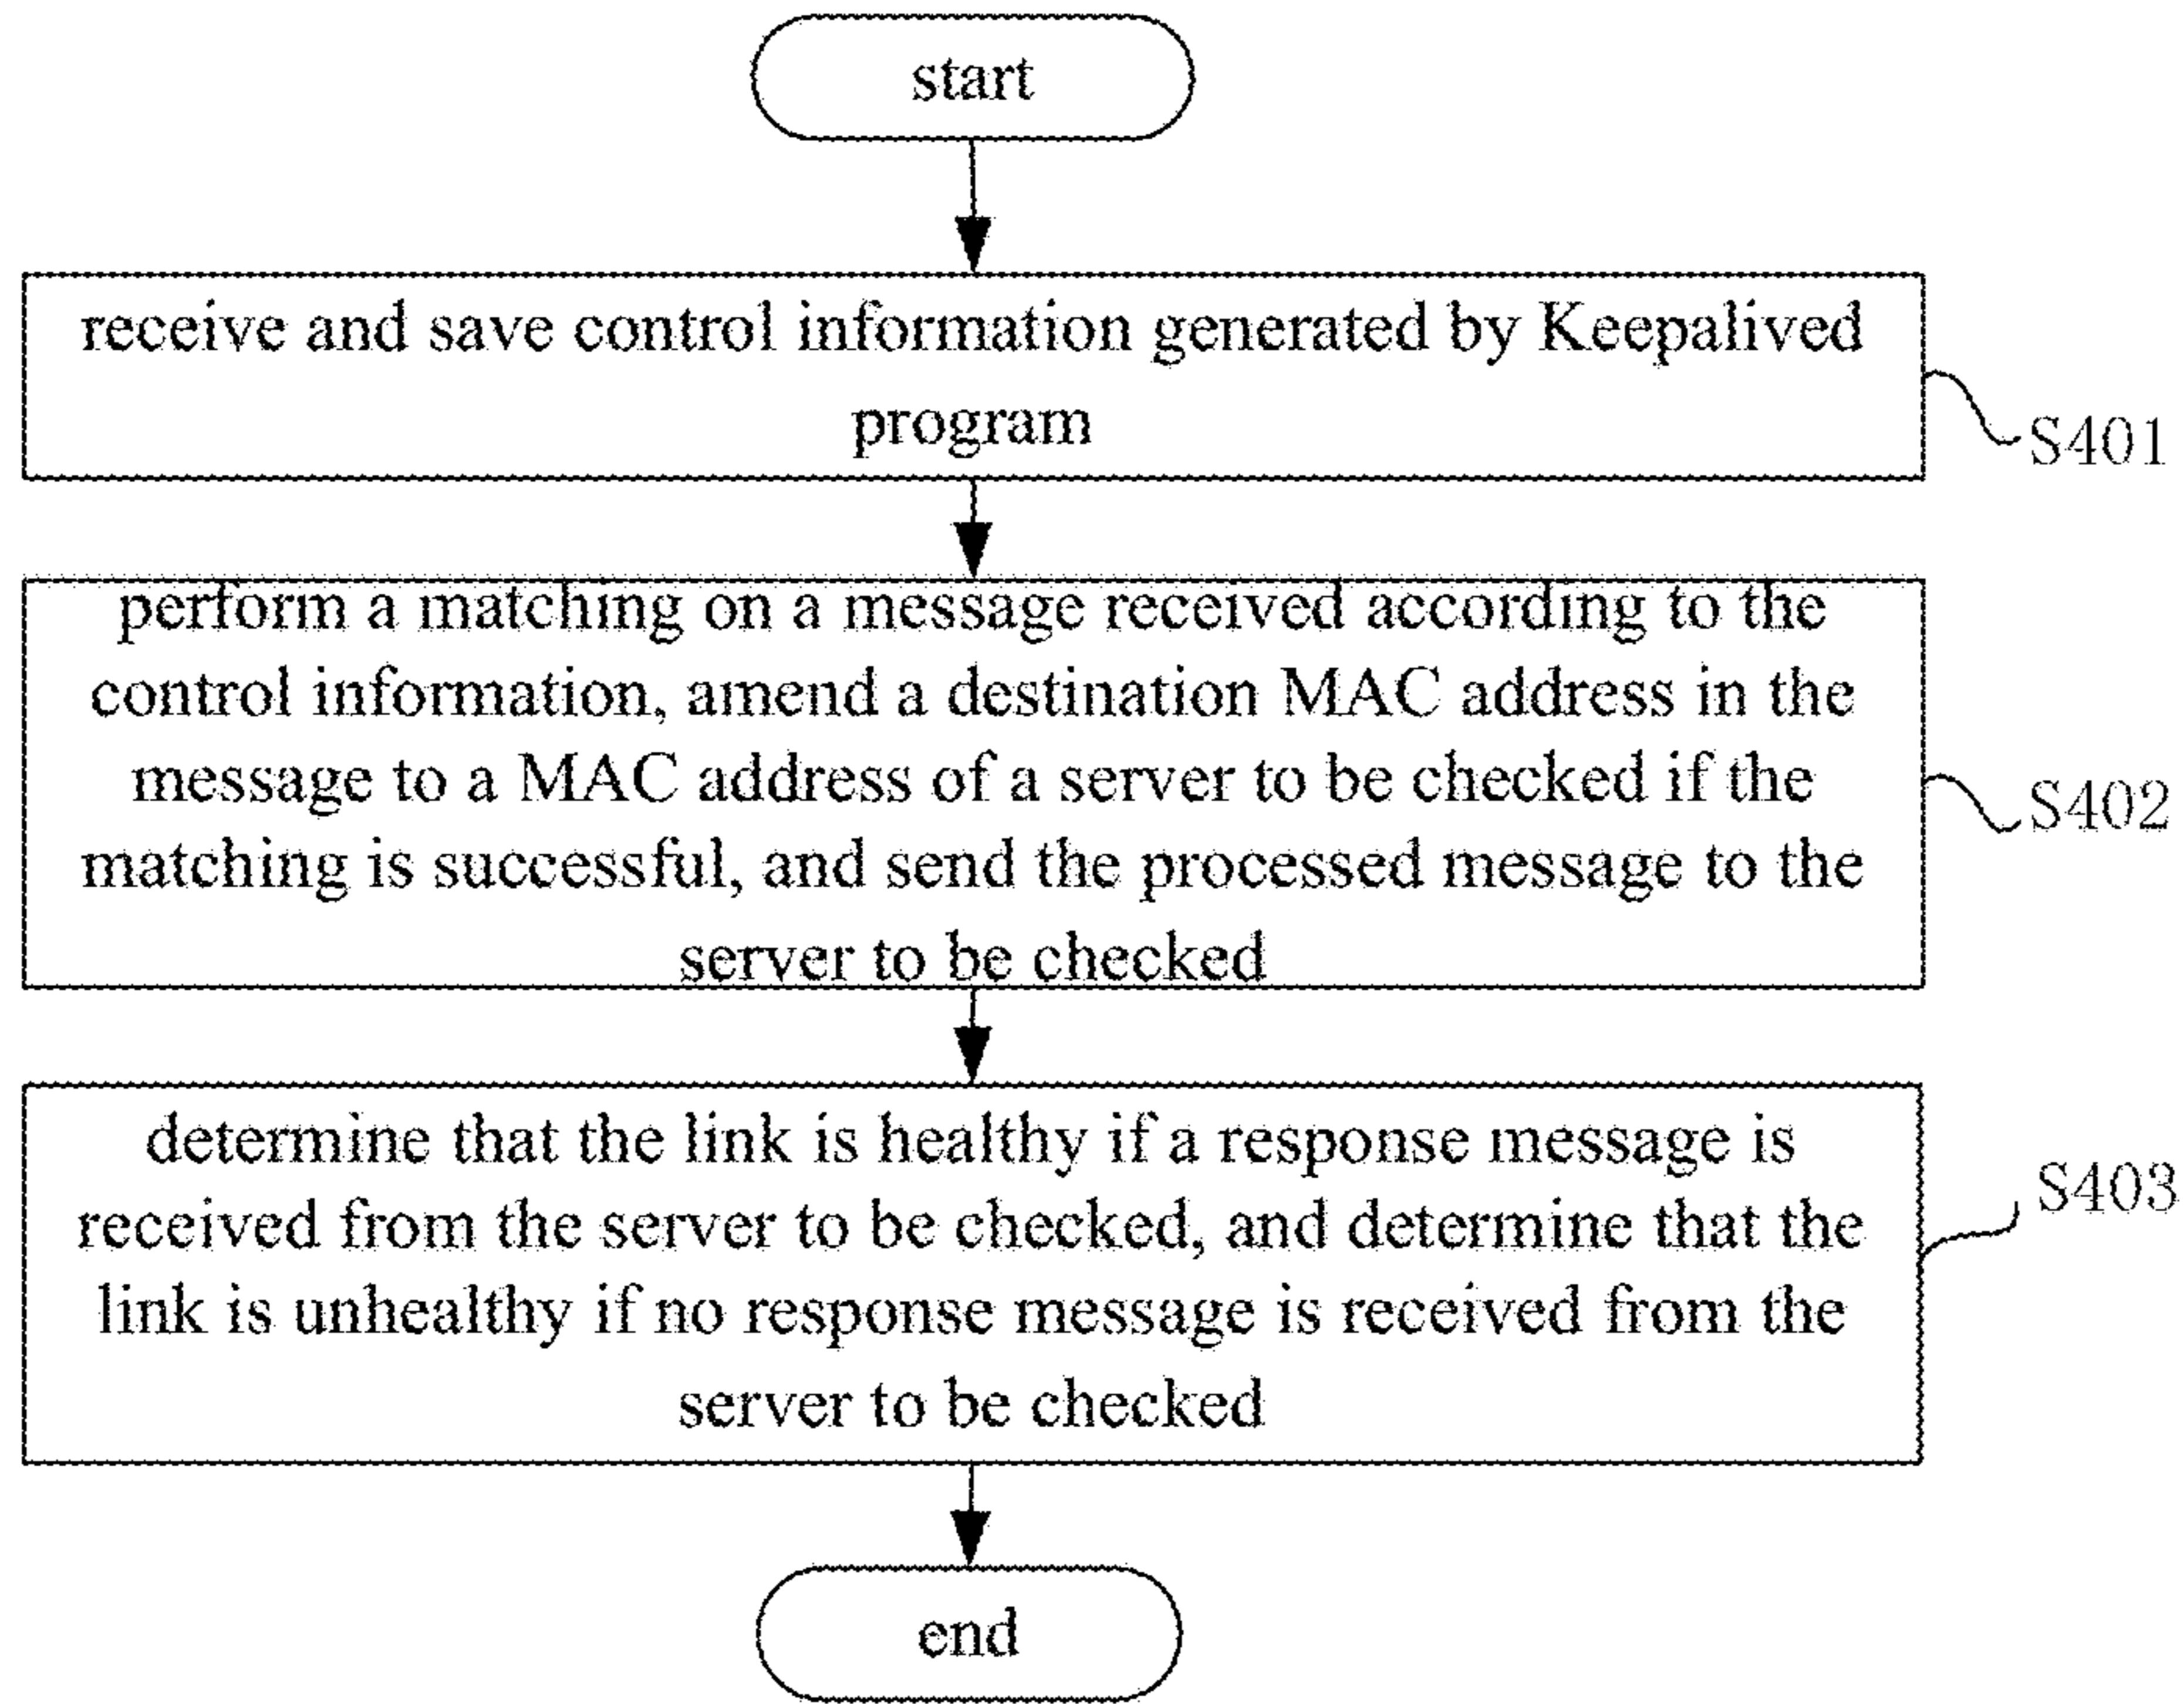 start
receive and save control information generated by Keepalived
program
S401
perform a matching on a message received according to the
control information, amend a destination MAC address in the
message to a MAC address of a server to be checked if the
matching is successful, and send the processed message to the
server to be checked
S402
determine that the link is healthy if a response message is
received from the server to be checked, and determine that the
link is unhealthy if no response message is received from the
server to be checked
S403
end